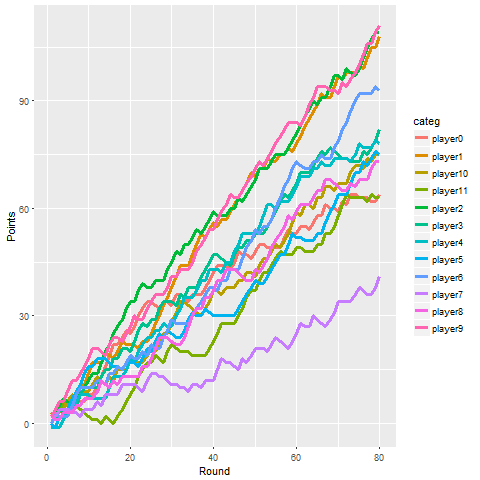 Points
90
60
30
0
0
20
40
60
80
Round
categ
player0
player1
player10
player11
player2
player3
player4
player5
player6
player7
player8
player9